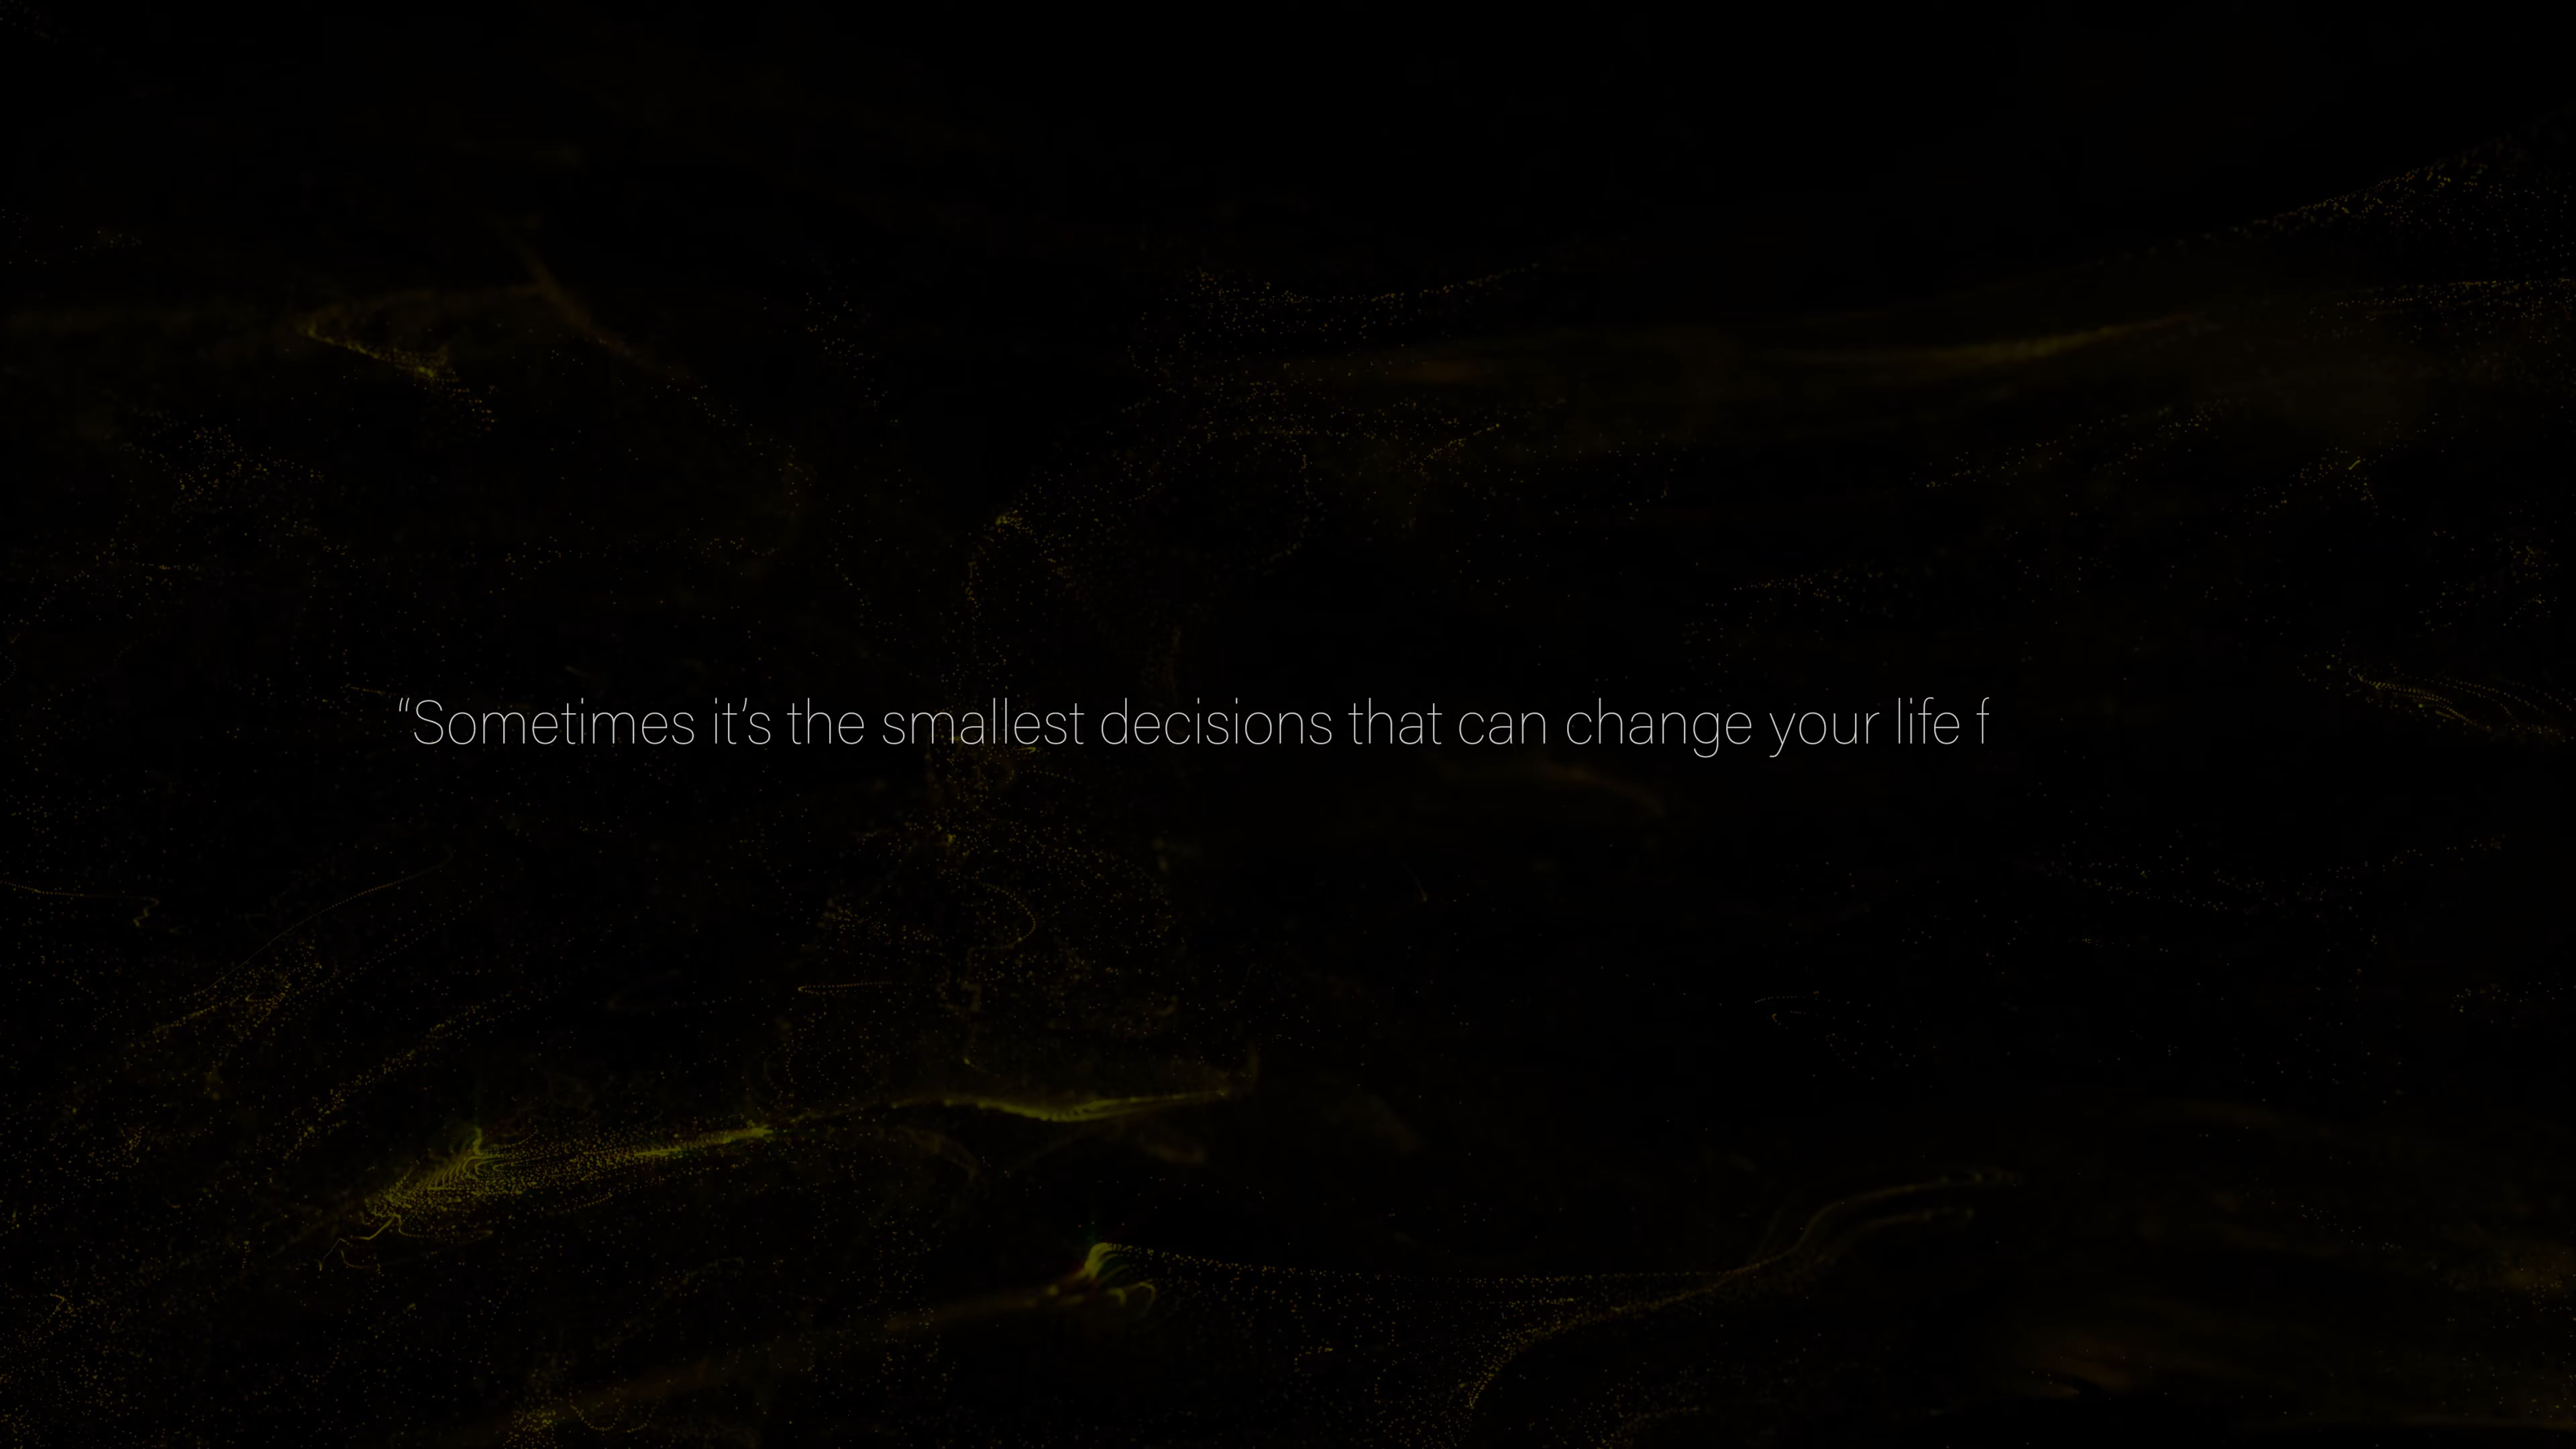 “Sometimes it’s the smallest decisions that can change your life f